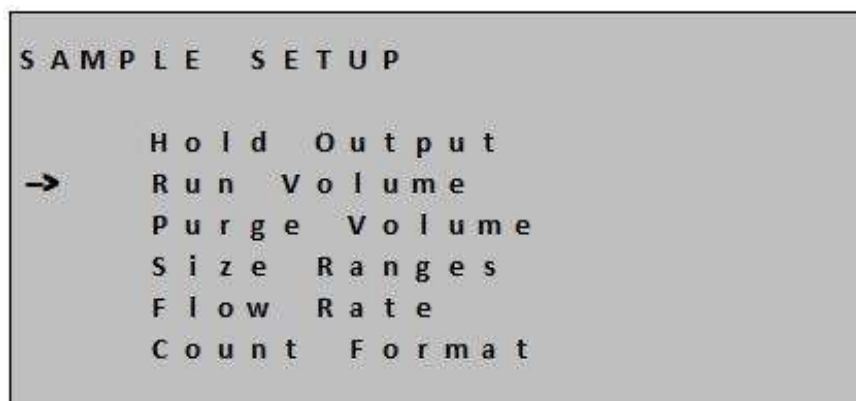 SAMPLE SETUP
Hold Output
→ Run Volume
Purge Volume
Size Ranges
Flow Rate
Count Format